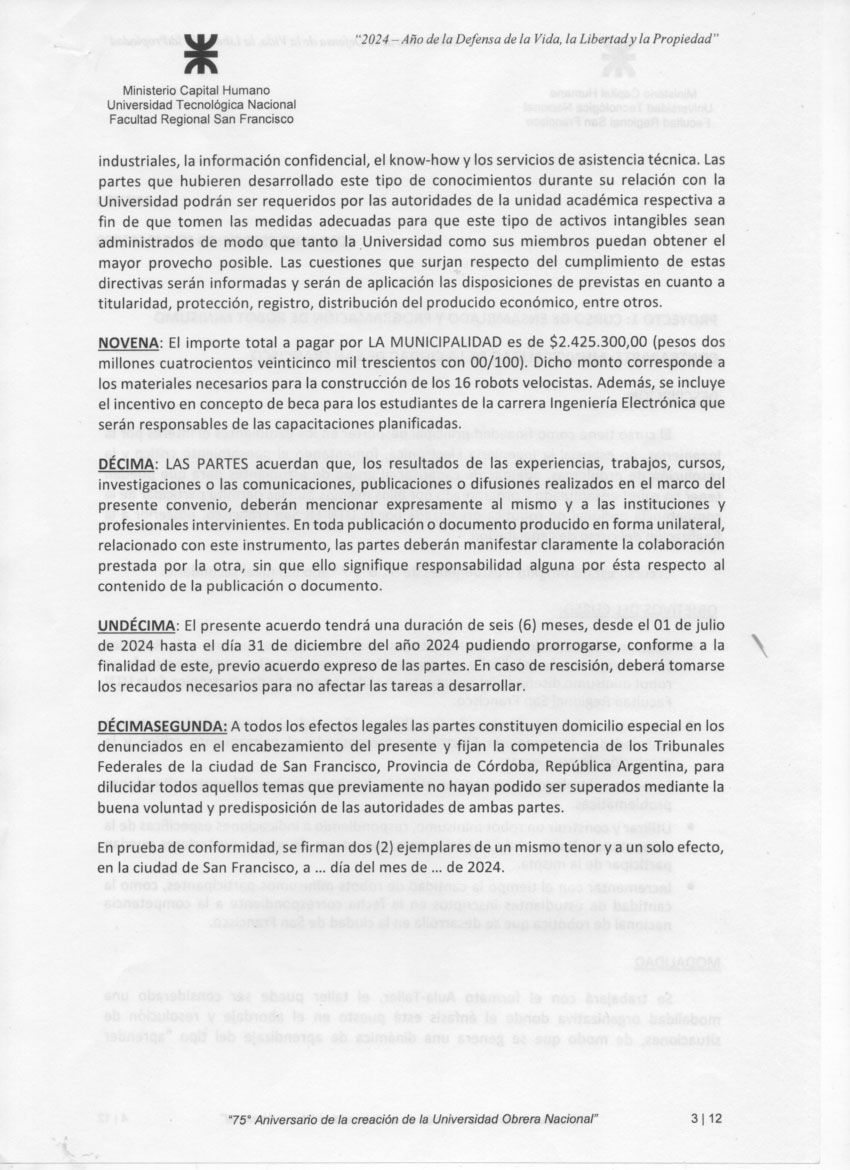 "2024 – Año de la Defensa de la Vida, la Libertad y la Propiedad"
Ministerio Capital Humano
Universidad Tecnológica Nacional
Facultad Regional San Francisco
industriales, la información confidencial, el know-how y los servicios de asistencia técnica. Las
partes que hubieren desarrollado este tipo de conocimientos durante su relación con la
Universidad podrán ser requeridos por las autoridades de la unidad académica respectiva a
fin de que tomen las medidas adecuadas para que este tipo de activos intangibles sean
administrados de modo que tanto la Universidad como sus miembros puedan obtener el
mayor provecho posible. Las cuestiones que surjan respecto del cumplimiento de estas
directivas serán informadas y serán de aplicación las disposiciones de previstas en cuanto a
titularidad, protección, registro, distribución del producido económico, entre otros.
NOVENA: El importe total a pagar por LA MUNICIPALIDAD es de $2.425.300,00 (pesos dos
millones cuatrocientos veinticinco mil trescientos con 00/100). Dicho monto corresponde a
los materiales necesarios para la construcción de los 16 robots velocistas. Además, se incluye
el incentivo en concepto de beca para los estudiantes de la carrera Ingeniería Electrónica que
serán responsables de las capacitaciones planificadas.
DÉCIMA: LAS PARTES acuerdan que, los resultados de las experiencias, trabajos, cursos,
investigaciones o las comunicaciones, publicaciones o difusiones realizados en el marco del
presente convenio, deberán mencionar expresamente al mismo y a las instituciones y
profesionales intervinientes. En toda publicación o documento producido en forma unilateral,
relacionado con este instrumento, las partes deberán manifestar claramente la colaboración
prestada por la otra, sin que ello signifique responsabilidad alguna por ésta respecto al
contenido de la publicación o documento.
UNDÉCIMA: El presente acuerdo tendrá una duración de seis (6) meses, desde el 01 de julio
de 2024 hasta el día 31 de diciembre del año 2024 pudiendo prorrogarse, conforme a la
finalidad de este, previo acuerdo expreso de las partes. En caso de rescisión, deberá tomarse
los recaudos necesarios para no afectar las tareas a desarrollar.
DÉCIMASEGUNDA: A todos los efectos legales las partes constituyen domicilio especial en los
denunciados en el encabezamiento del presente y fijan la competencia de los Tribunales
Federales de la ciudad de San Francisco, Provincia de Córdoba, República Argentina, para
dilucidar todos aquellos temas que previamente no hayan podido ser superados mediante la
buena voluntad y predisposición de las autoridades de ambas partes.
En prueba de conformidad, se firman dos (2) ejemplares de un mismo tenor y a un solo efecto,
en la ciudad de San Francisco, a ... día del mes de ... de 2024.
"75° Aniversario de la creación de la Universidad Obrera Nacional"
3 | 12